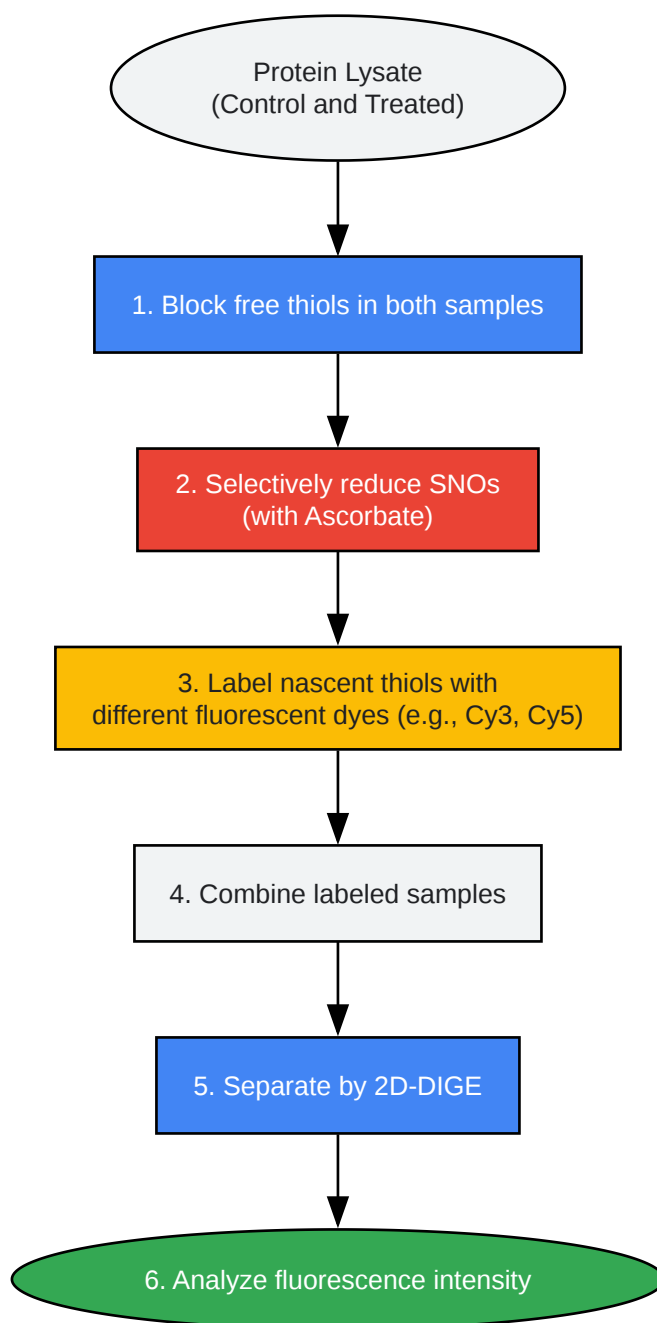 Protein Lysate
(Control and Treated)
1. Block free thiols in both samples
2. Selectively reduce SNOs
(with Ascorbate)
3. Label nascent thiols with
different fluorescent dyes (e.g., Cy3, Cy5)
4. Combine labeled samples
5. Separate by 2D-DIGE
6. Analyze fluorescence intensity